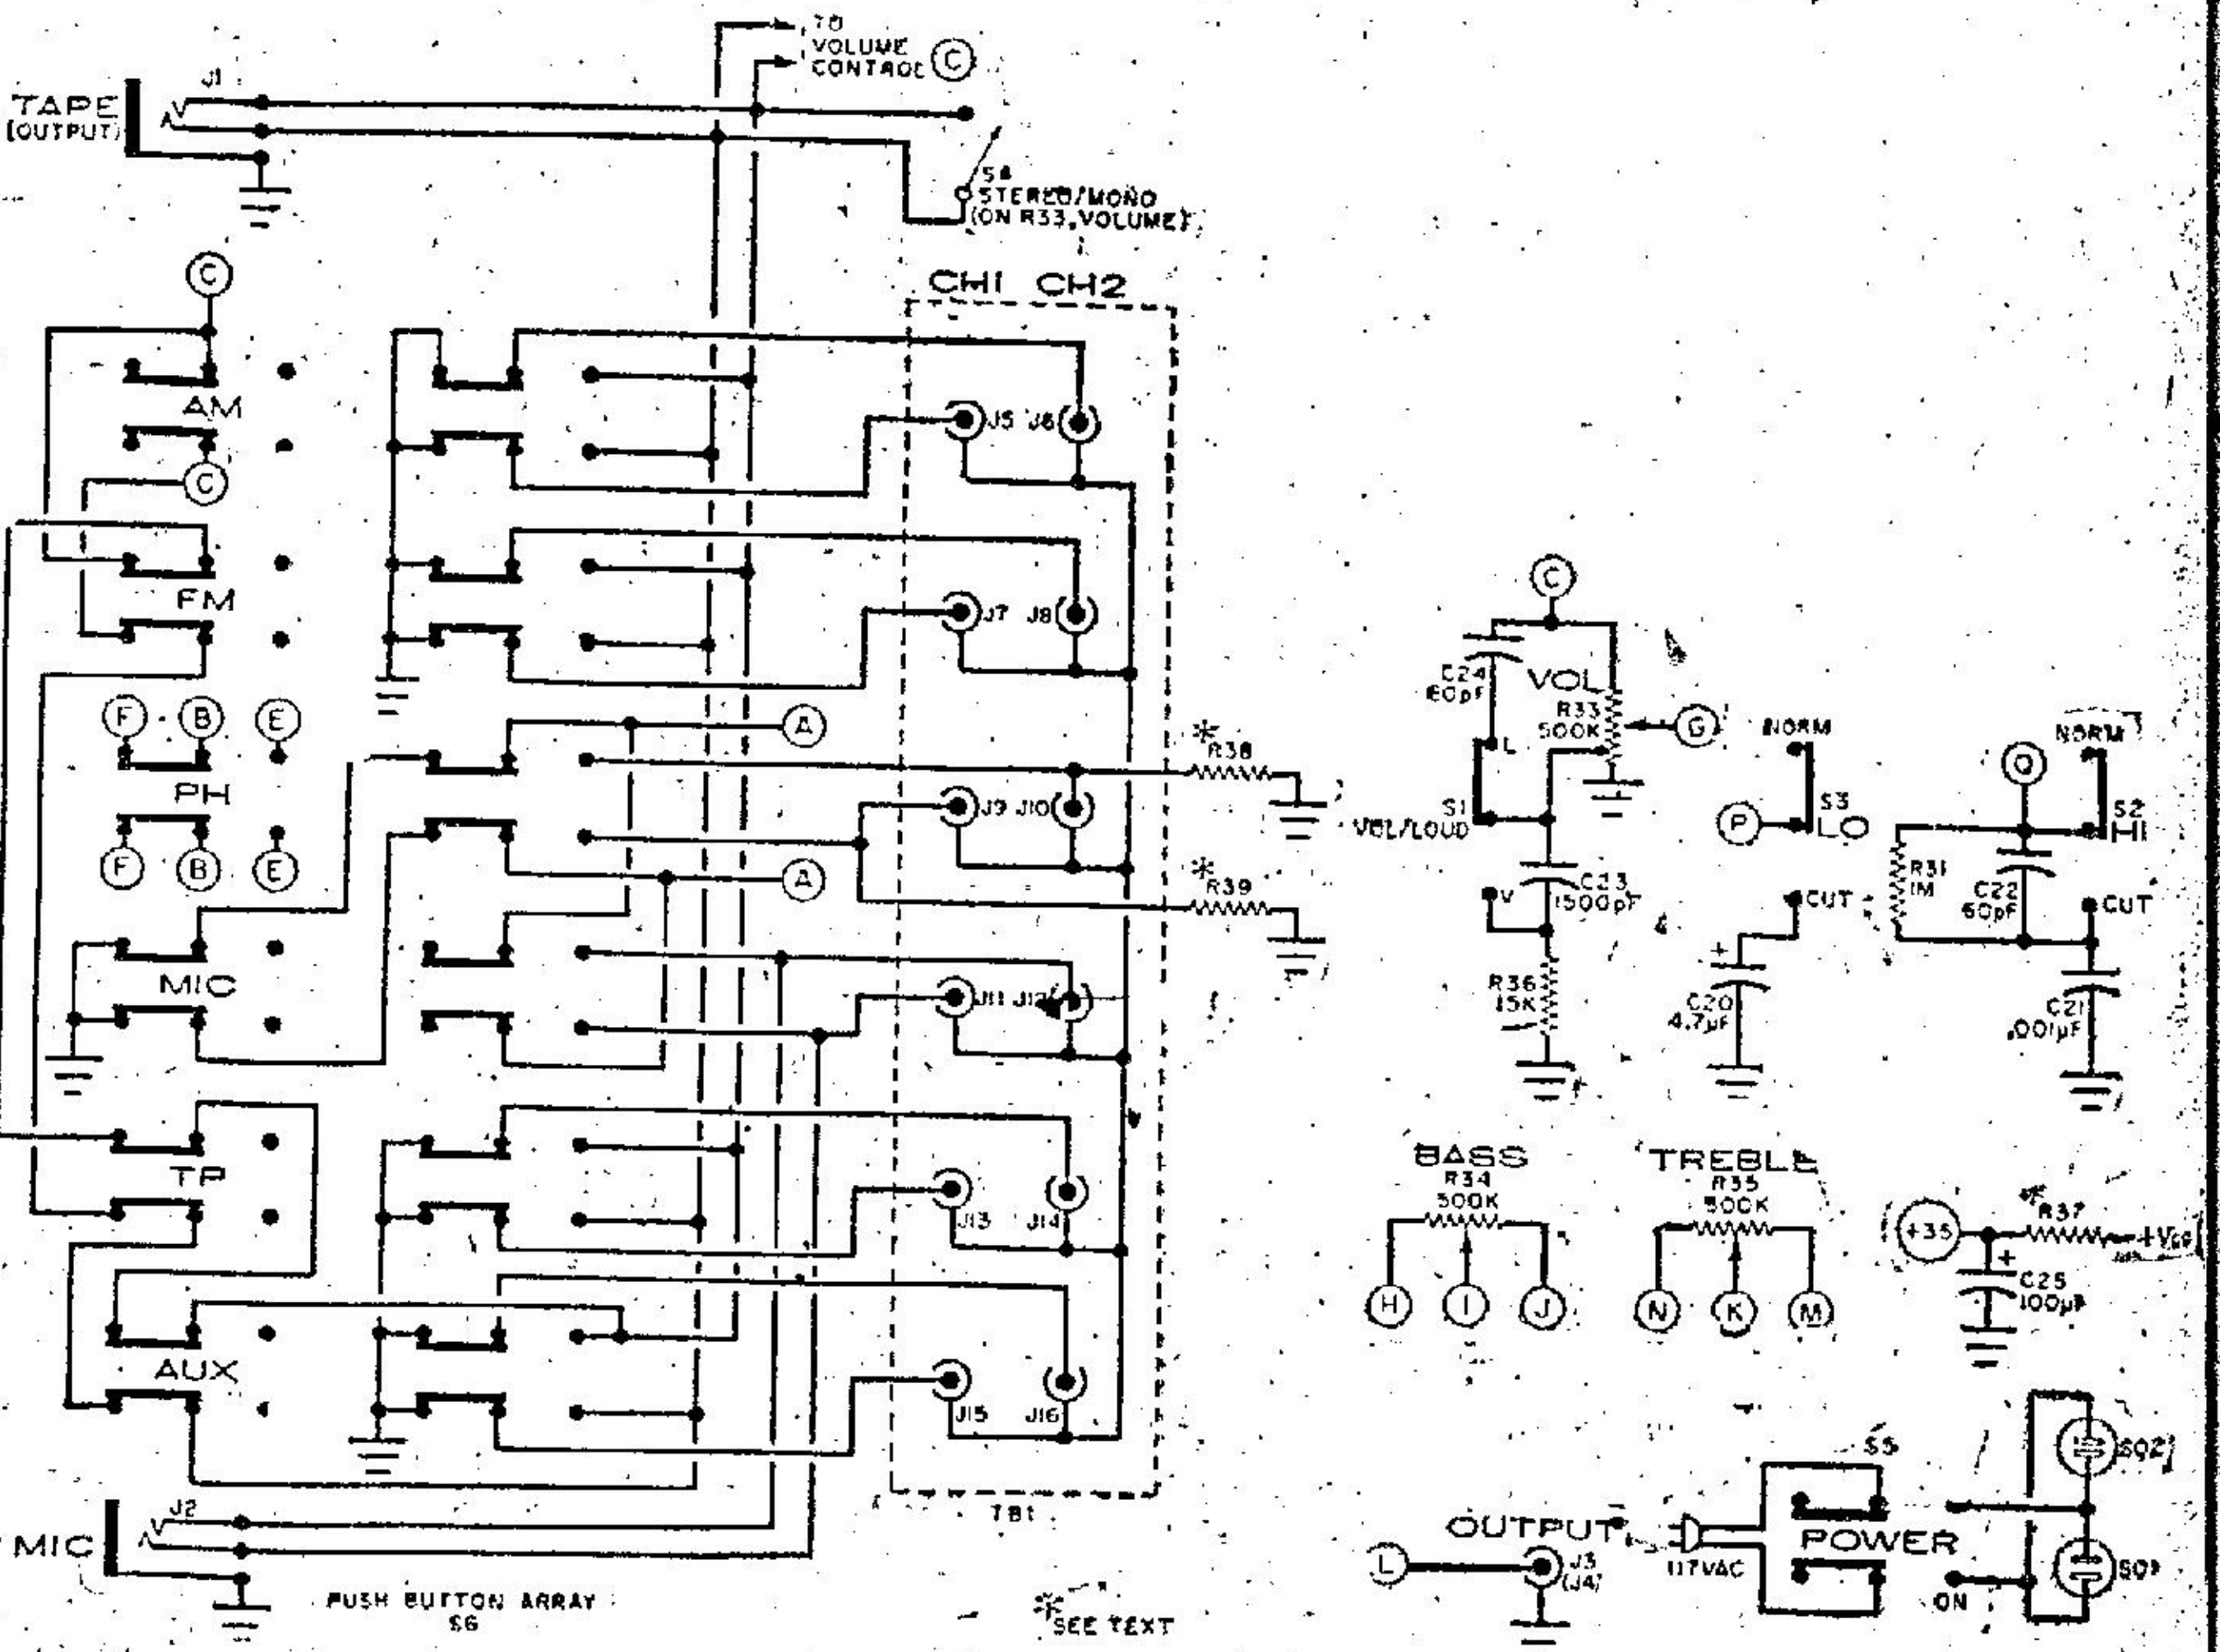 TO
VOLUME
CONTROL
C
J1
TAPE
(OUTPUT)
S4
STEREO/MONO
(ON R33, VOLUME)
C
CH1 CH2
AM
J5 J6
C
FM
J7 J8
F B E
A
PH
J9 J10
F B E
A
*
R38
*
R39
MIC
J11 J12
TP
J13 J14
AUX
J15 J16
TB1
J2
MIC
PUSH BUTTON ARRAY
S6
*
SEE TEXT
C
C24
VOL
R33
500K
G
L
S1
VOL/LOUD
C23
1500pF
V
R36
15K
NORM
P
S3
LO
CUT
+
C20
4.7µF
NORM
Q
S2
HI
R31
1M
C22
60pF
CUT
C21
.001µF
BASS
R34
500K
H I J
TREBLE
R35
500K
N K M
+35
*
R37
+
C25
100µF
OUTPUT
L
J3
(J4)
117VAC
S5
POWER
ON
SO2
SO1